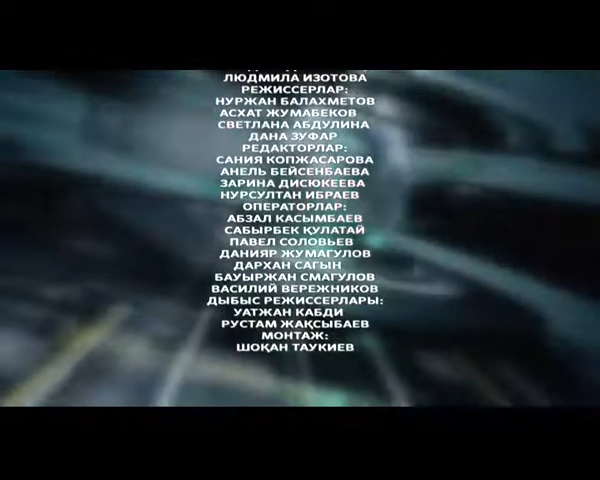 ЛЮДМИЛА ИЗОТОВА
РЕЖИССЕРЛАР:
НУРЖАН БАЛАХМЕТОВ
АСХАТ ЖУМАБЕКОВ
СВЕТЛАНА АБДУЛИНА
ДАНА ЗУФАР
РЕДАКТОРЛАР:
САНИЯ КОПЖАСАРОВА
АНЕЛЬ БЕЙСЕНБАЕВА
ЗАРИНА ДИСЮКЕЕВА
НУРСУЛТАН ИБРАЕВ
ОПЕРАТОРЛАР:
АБЗАЛ КАСЫМБАЕВ
САБЫРБЕК ҚУЛАТАЙ
ПАВЕЛ СОЛОВЬЕВ
ДАНИЯР ЖУМАГУЛОВ
ДАРХАН САГЫН
БАУЫРЖАН СМАГУЛОВ
ВАСИЛИЙ ВЕРЕЖНИКОВ
ДЫБЫС РЕЖИССЕРЛАРЫ:
УАТЖАН КАБДИ
РУСТАМ ЖАҚСЫБАЕВ
МОНТАЖ:
ШОҚАН ТАУКИЕВ